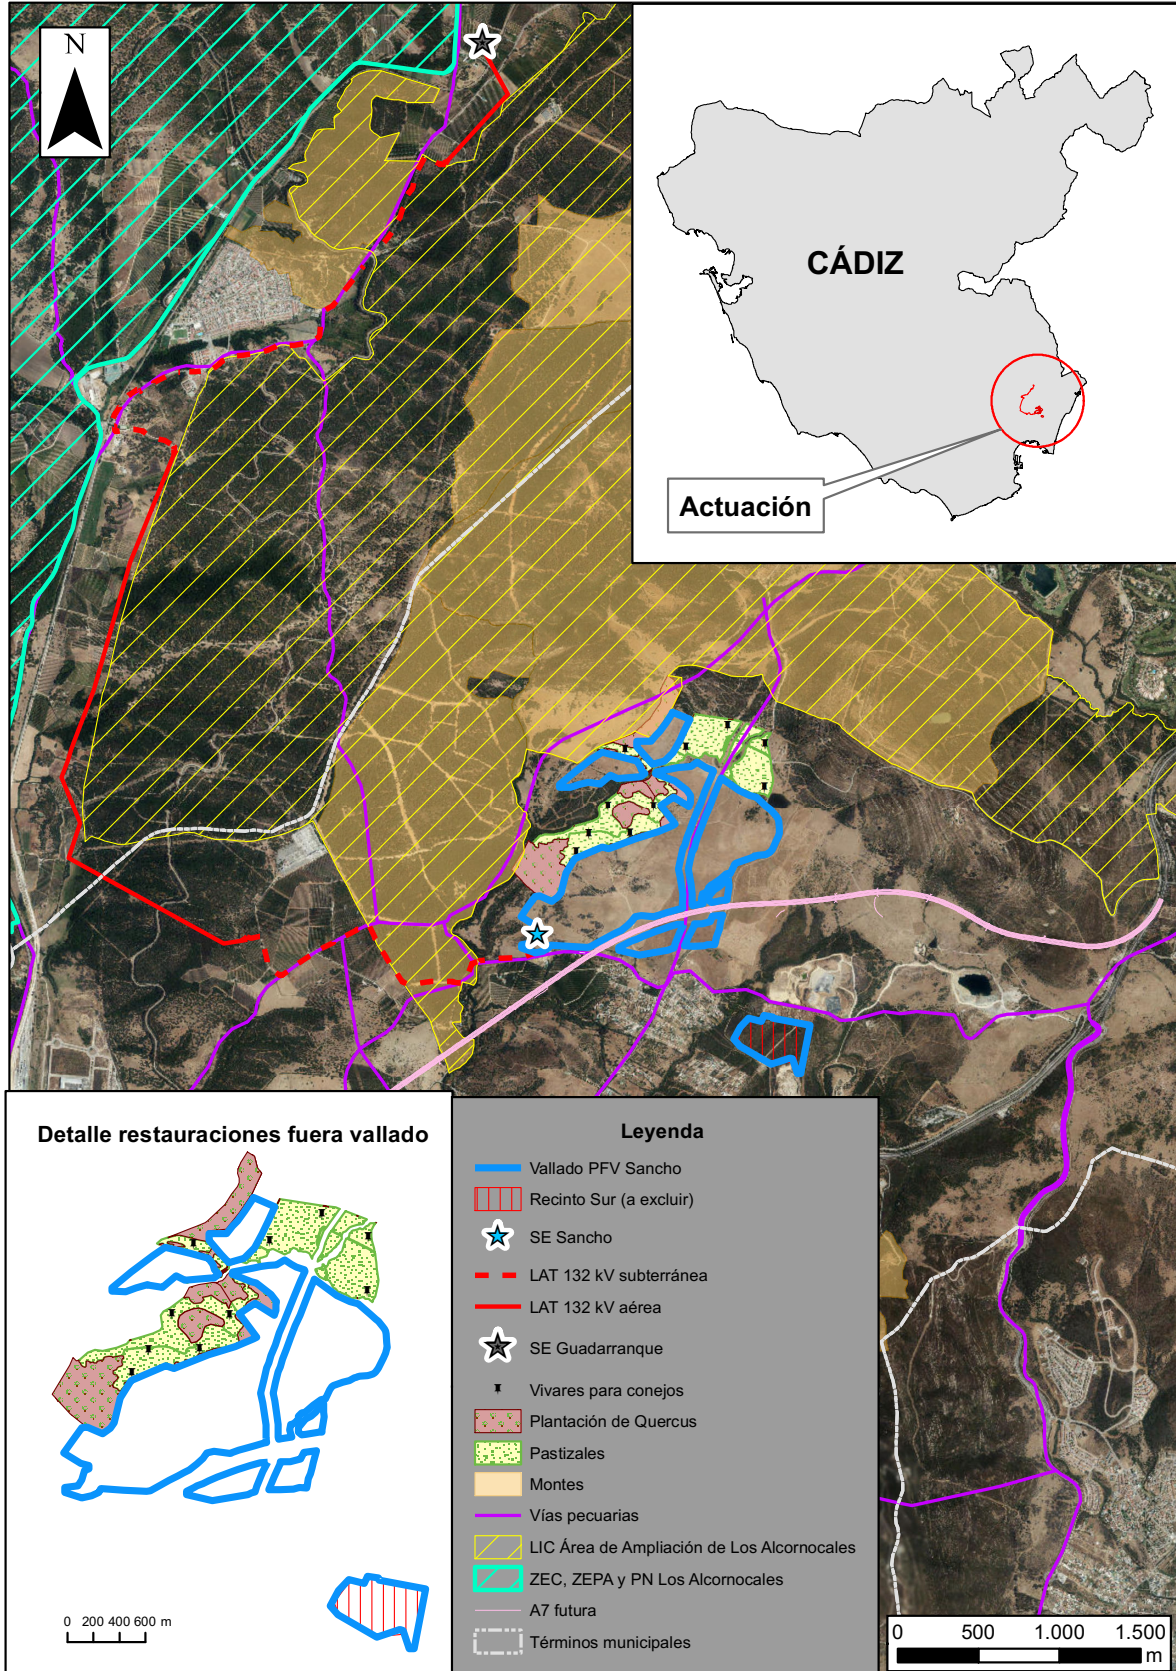 N
CÁDIZ
Actuación
Detalle restauraciones fuera vallado
0 200 400 600 m
Leyenda
Vallado PFV Sancho
Recinto Sur (a excluir)
SE Sancho
LAT 132 kV subterránea
LAT 132 kV aérea
SE Guadarranque
Vivares para conejos
Plantación de Quercus
Pastizales
Montes
Vías pecuarias
LIC Área de Ampliación de Los Alcornocales
ZEC, ZEPA y PN Los Alcornocales
A7 futura
Términos municipales
0 500 1.000 1.500
m